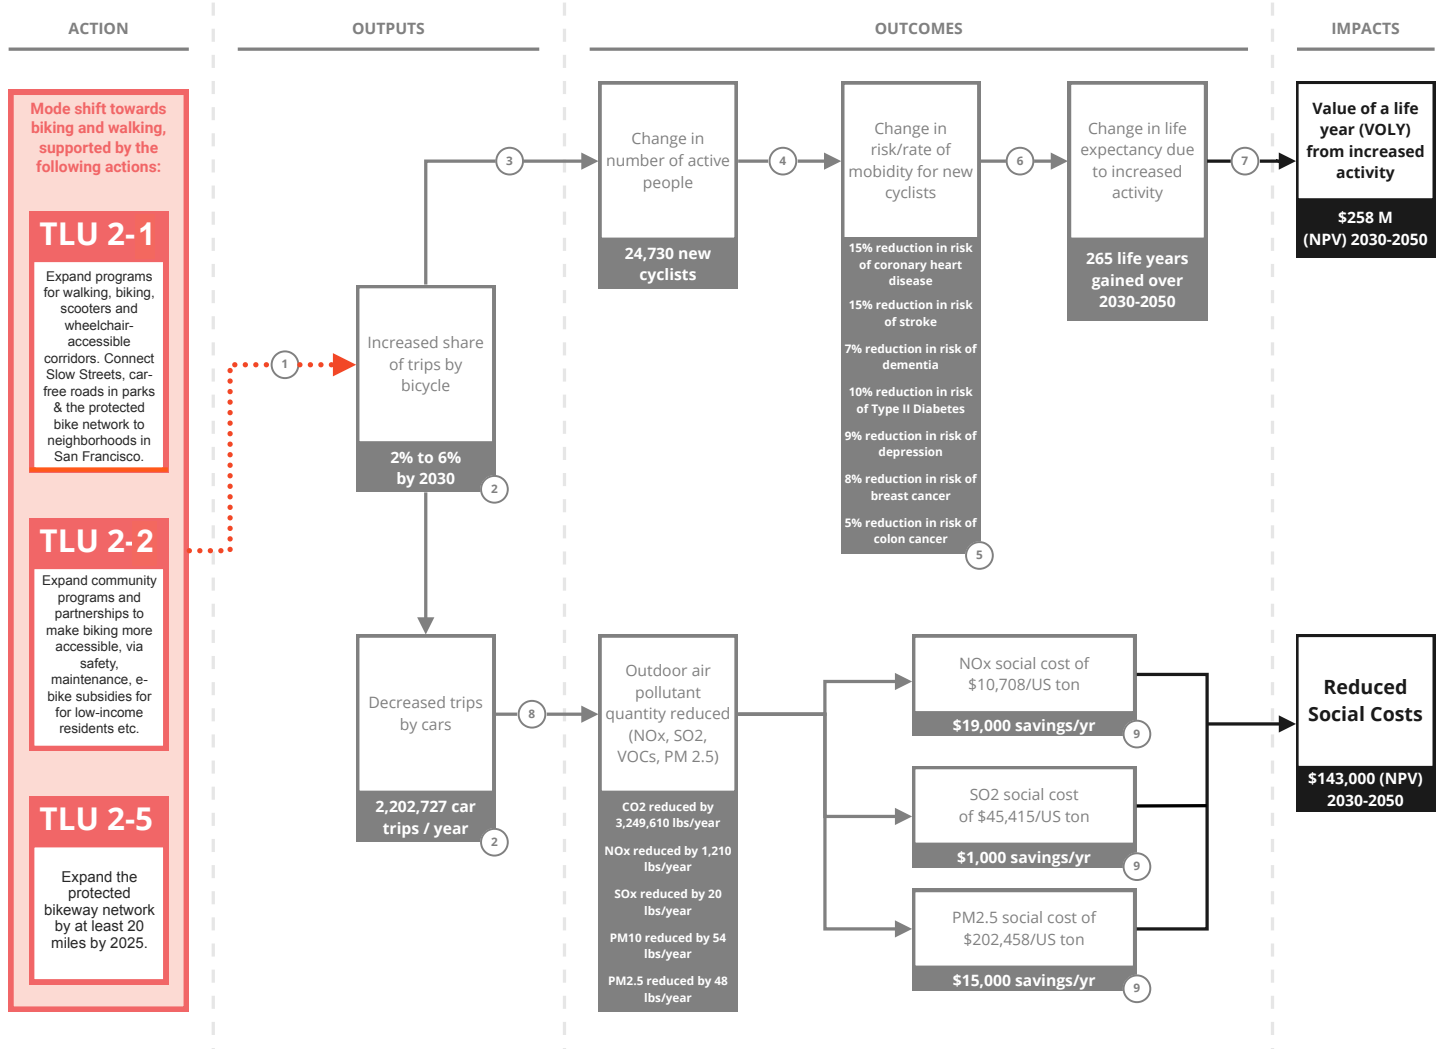 ACTION
OUTPUTS
OUTCOMES
IMPACTS
Mode shift towards
biking and walking,
supported by the
following actions:
TLU 2-1
Expand programs
for walking, biking,
scooters and
wheelchair-
accessible
corridors. Connect
Slow Streets, car-
free roads in parks
& the protected
bike network to
neighborhoods in
San Francisco.
TLU 2-2
Expand community
programs and
partnerships to
make biking more
accessible, via
safety,
maintenance, e-
bike subsidies for
for low-income
residents etc.
TLU 2-5
Expand the
protected
bikeway network
by at least 20
miles by 2025.
1
Increased share
of trips by
bicycle
2% to 6%
by 2030
2
Decreased trips
by cars
2,202,727 car
trips / year
2
3
Change in
number of active
people
24,730 new
cyclists
4
Change in
risk/rate of
mobidity for new
cyclists
15% reduction in risk
of coronary heart
disease
15% reduction in risk
of stroke
7% reduction in risk of
dementia
10% reduction in risk
of Type II Diabetes
9% reduction in risk of
depression
8% reduction in risk of
breast cancer
5% reduction in risk of
colon cancer
5
6
Change in life
expectancy due
to increased
activity
265 life years
gained over
2030-2050
7
Value of a life
year (VOLY)
from increased
activity
$258 M
(NPV) 2030-2050
8
Outdoor air
pollutant
quantity reduced
(NOx, SO2,
VOCs, PM 2.5)
CO2 reduced by
3,249,610 lbs/year
NOx reduced by 1,210
lbs/year
SOx reduced by 20
lbs/year
PM10 reduced by 54
lbs/year
PM2.5 reduced by 48
lbs/year
NOx social cost of
$10,708/US ton
$19,000 savings/yr
9
SO2 social cost
of $45,415/US ton
$1,000 savings/yr
9
PM2.5 social cost of
$202,458/US ton
$15,000 savings/yr
9
Reduced
Social Costs
$143,000 (NPV)
2030-2050